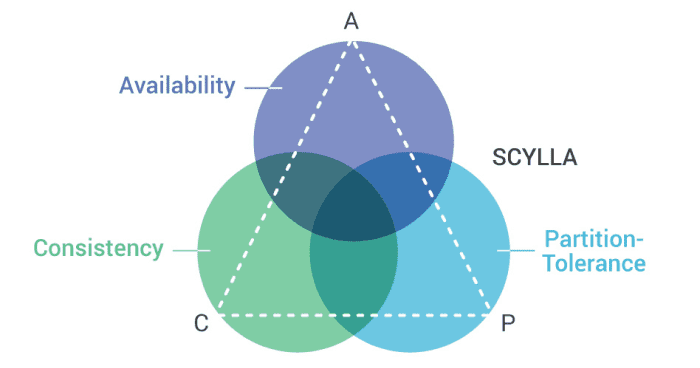 A
Availability
SCYLLA
Consistency
Partition-
Tolerance
C
P